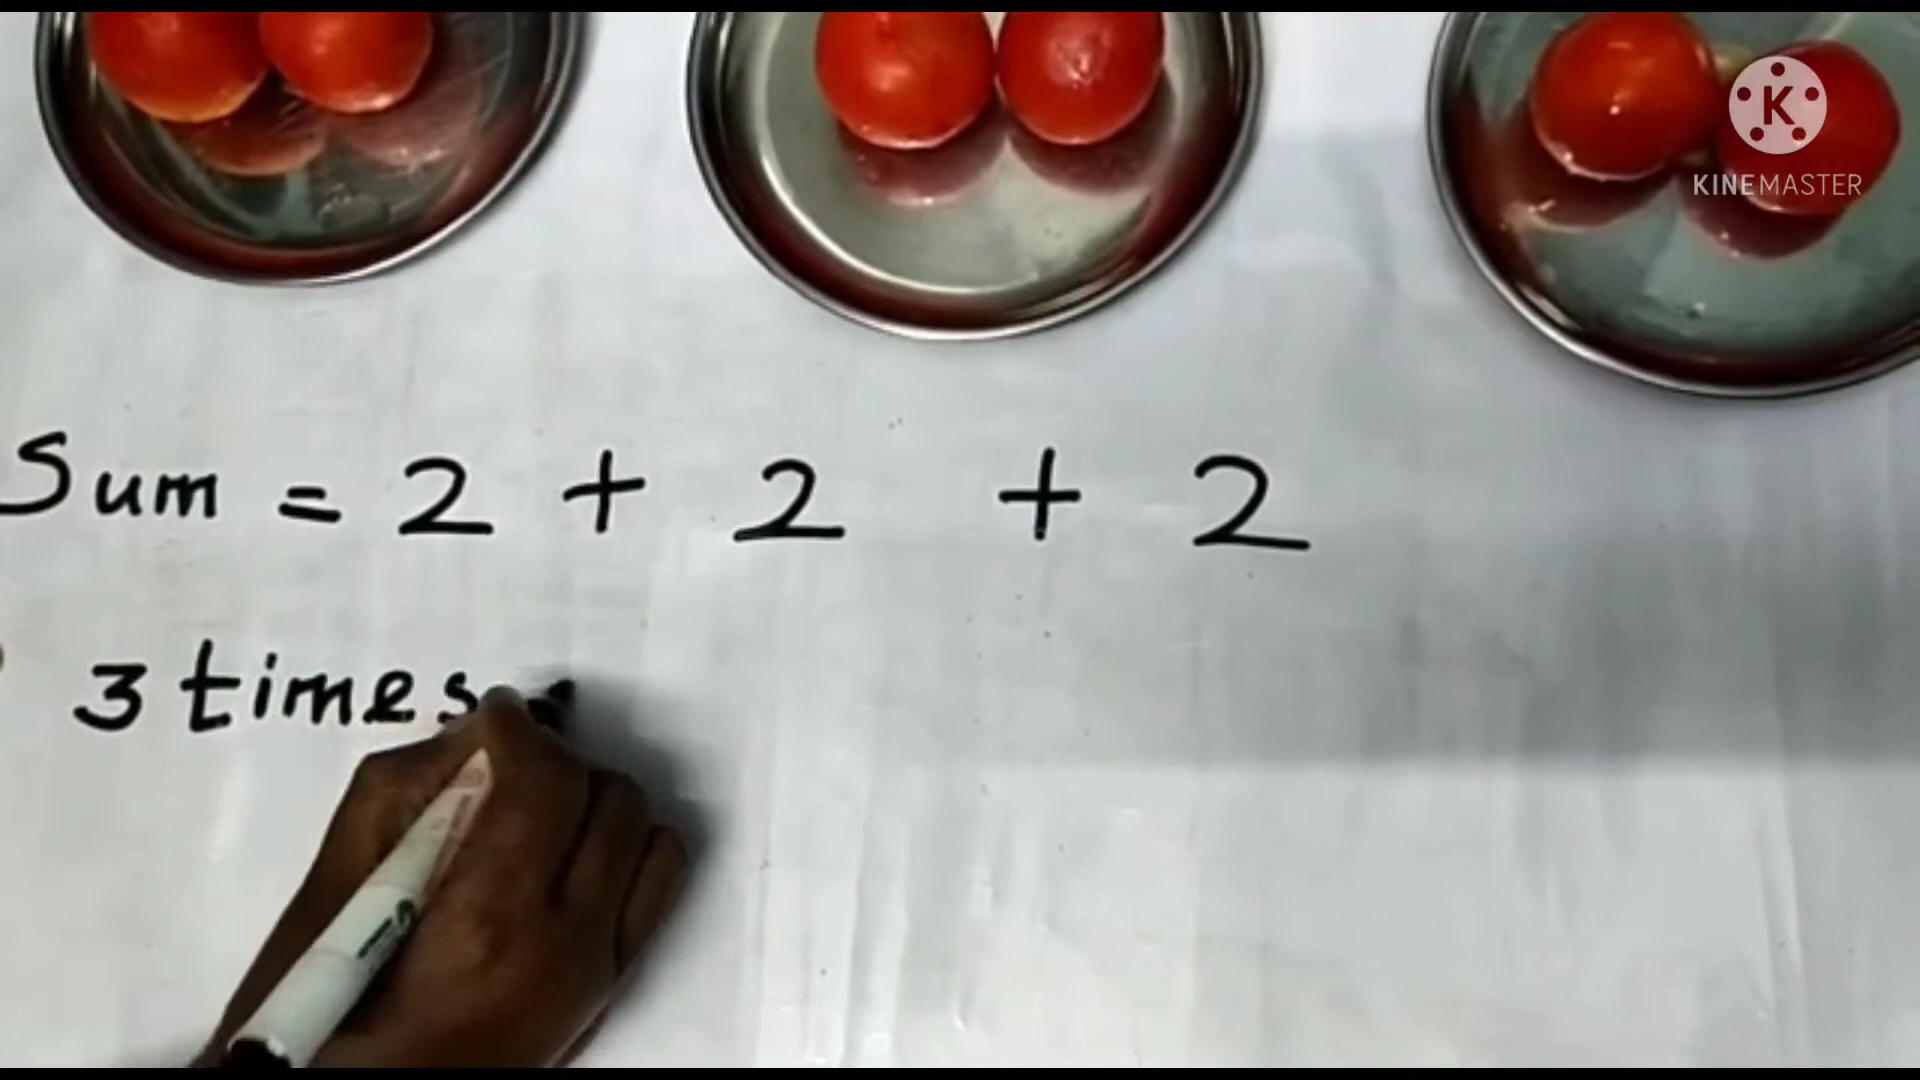 KINEMASTER
Sum = 2 + 2 + 2
3 times